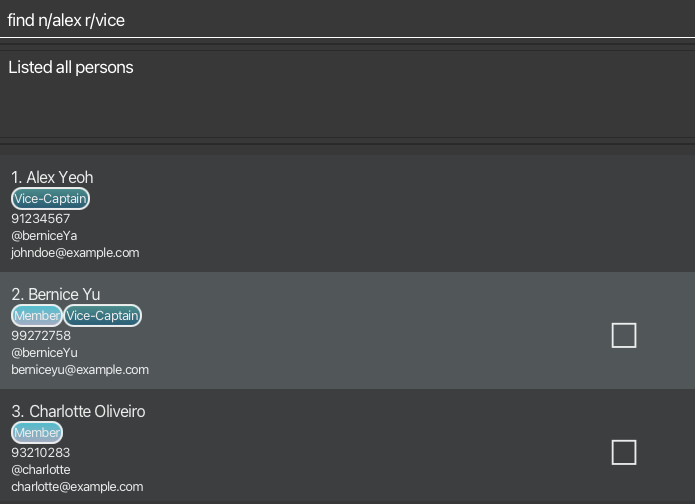 find n/alex r/vice
Listed all persons
1. Alex Yeoh
Vice-Captain
91234567
@berniceYa
johndoe@example.com
2. Bernice Yu
Member Vice-Captain
99272758
@berniceYu
berniceyu@example.com
3. Charlotte Oliveiro
Member
93210283
@charlotte
charlotte@example.com